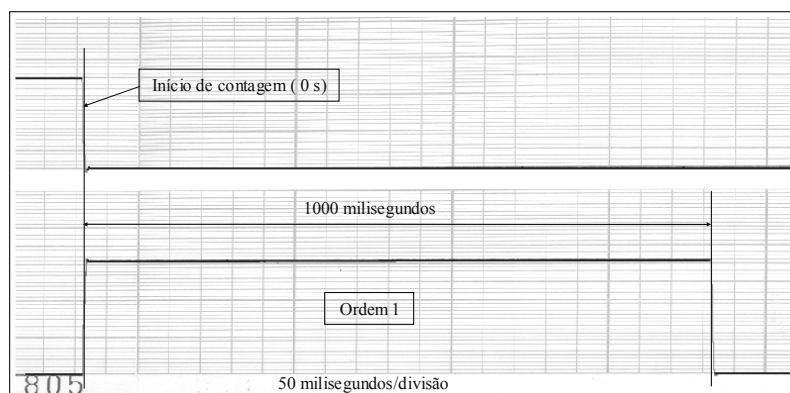 Início de contagem ( 0 s)
1000 milisegundos
Ordem 1
805
50 milisegundos/divisão